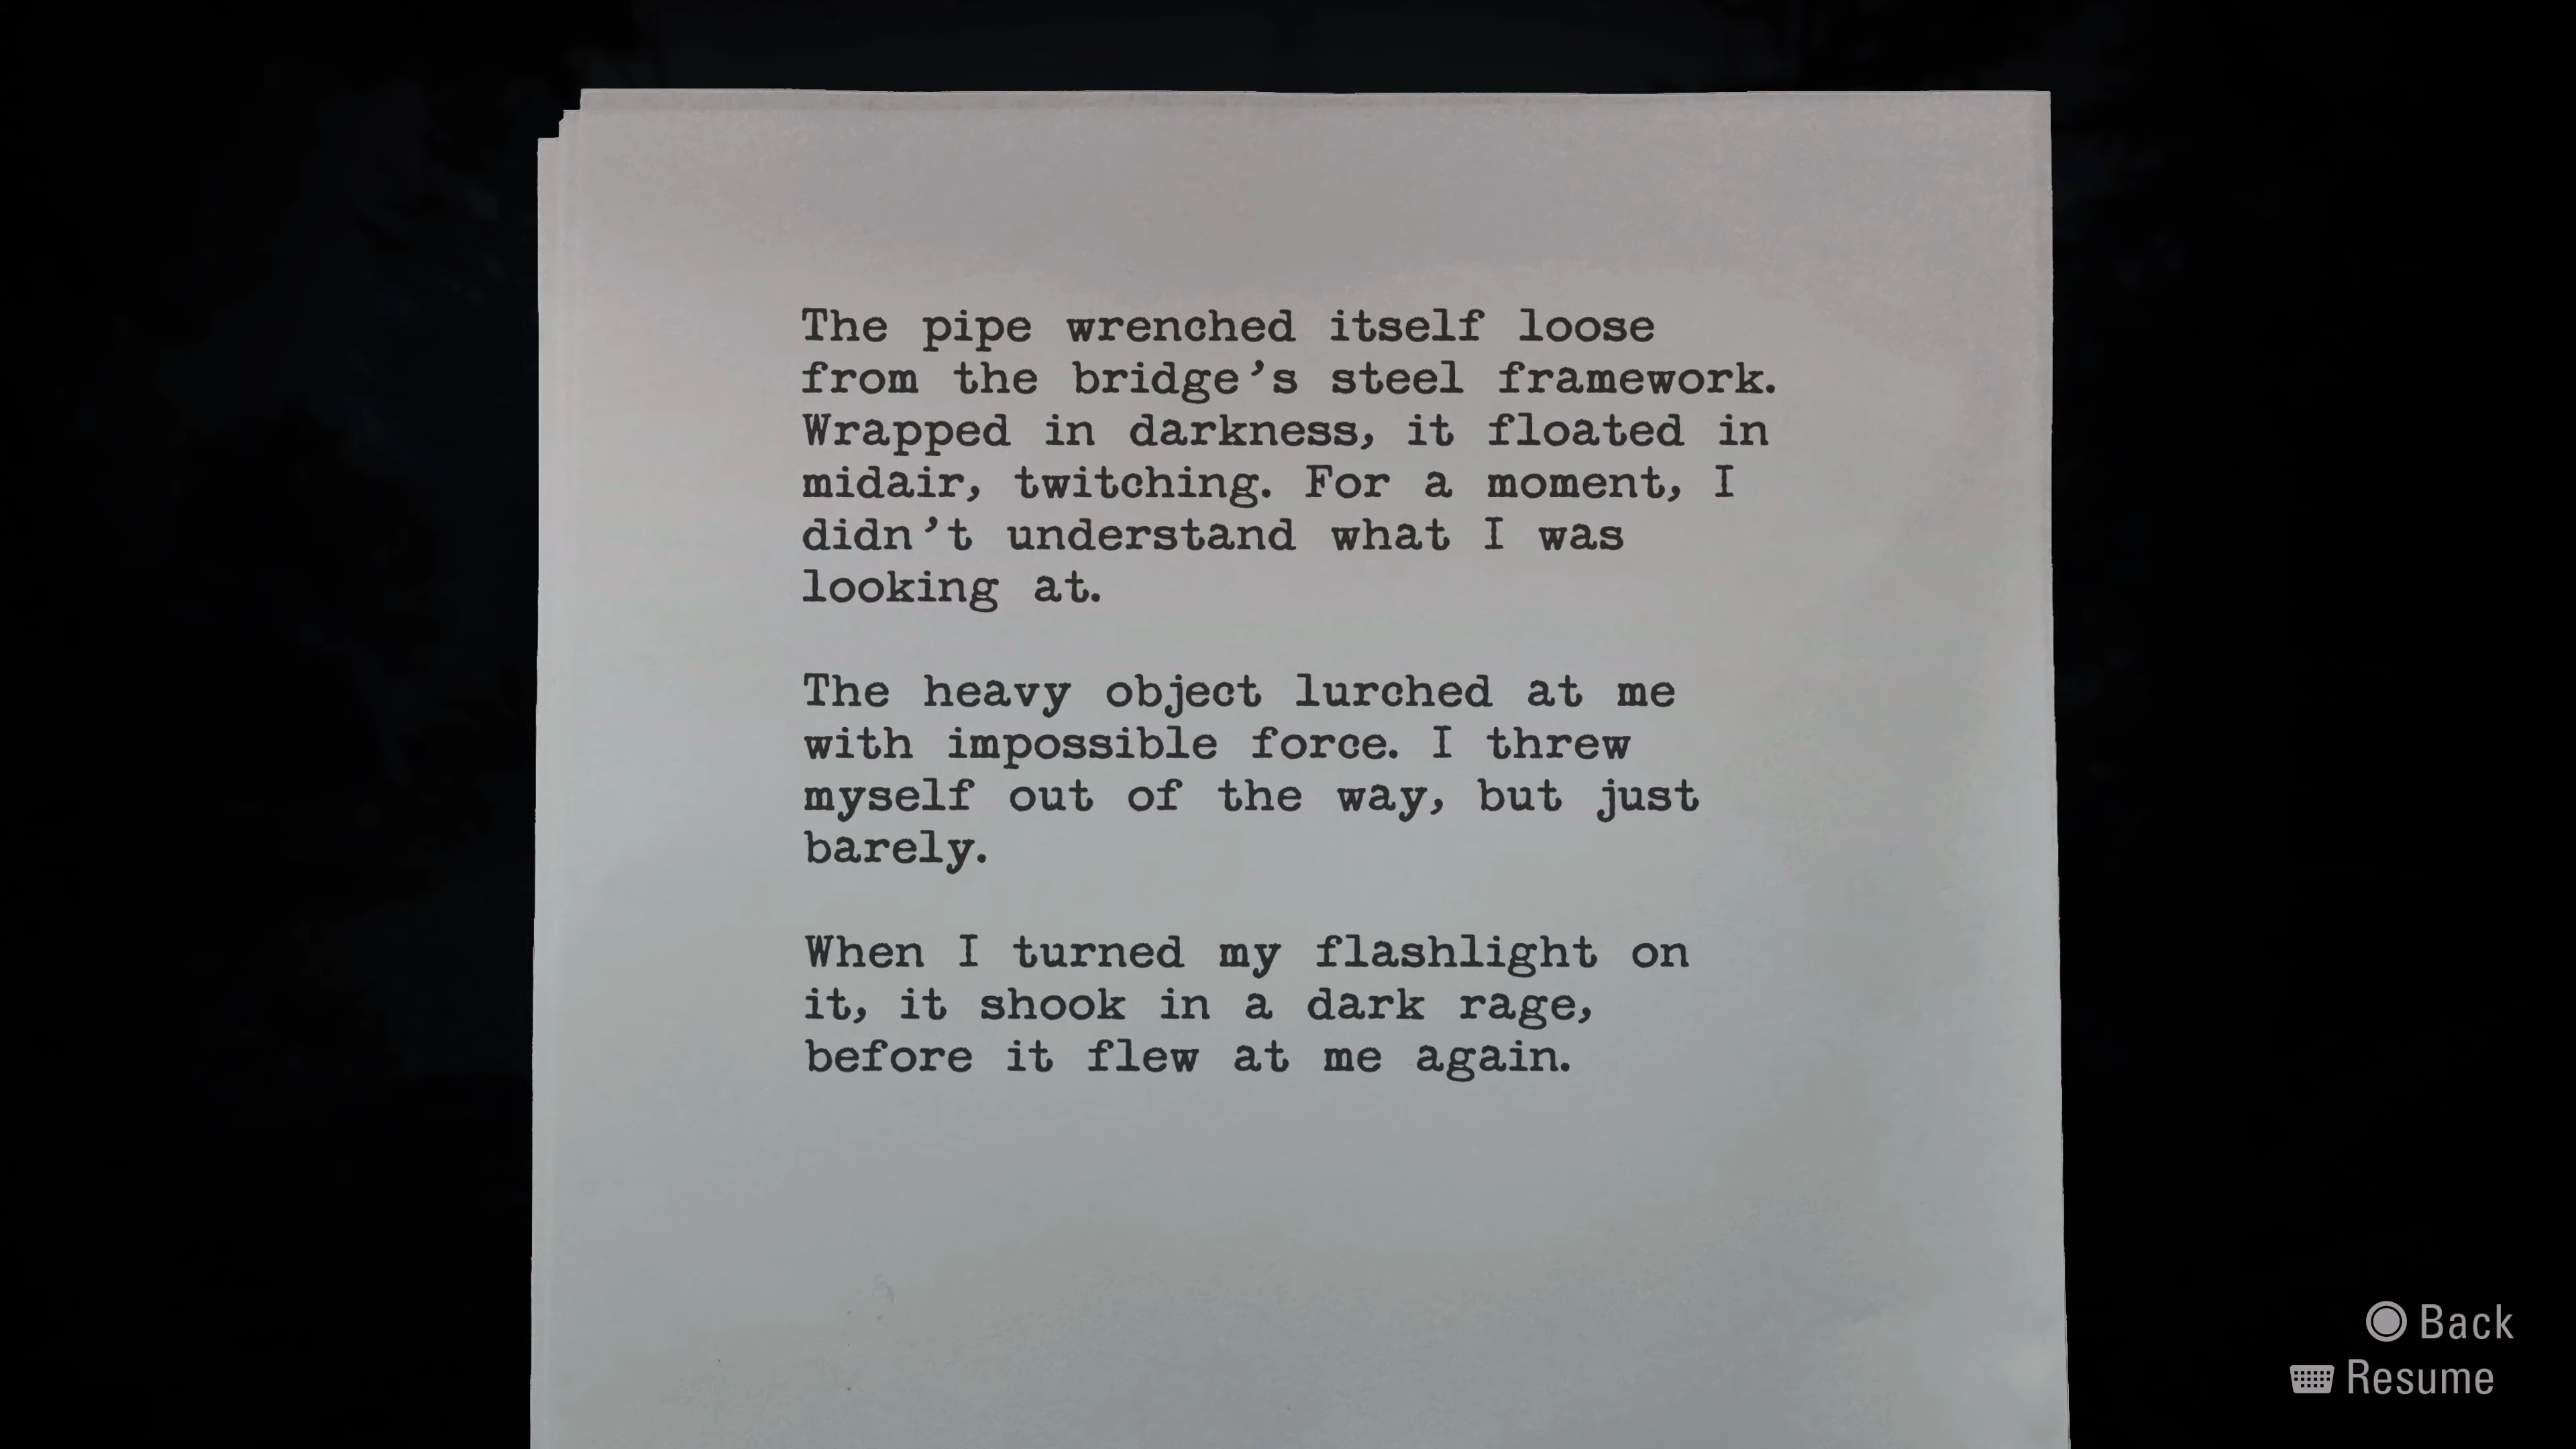 The pipe wrenched itself loose
from the bridge's steel framework.
Wrapped in darkness, it floated in
midair, twitching. For a moment, I
didn't understand what I was
looking at.
The heavy object lurched at me
with impossible force. I threw
myself out of the way, but just
barely.
When I turned my flashlight on
it, it shook in a dark rage,
before it flew at me again.
Back
Resume